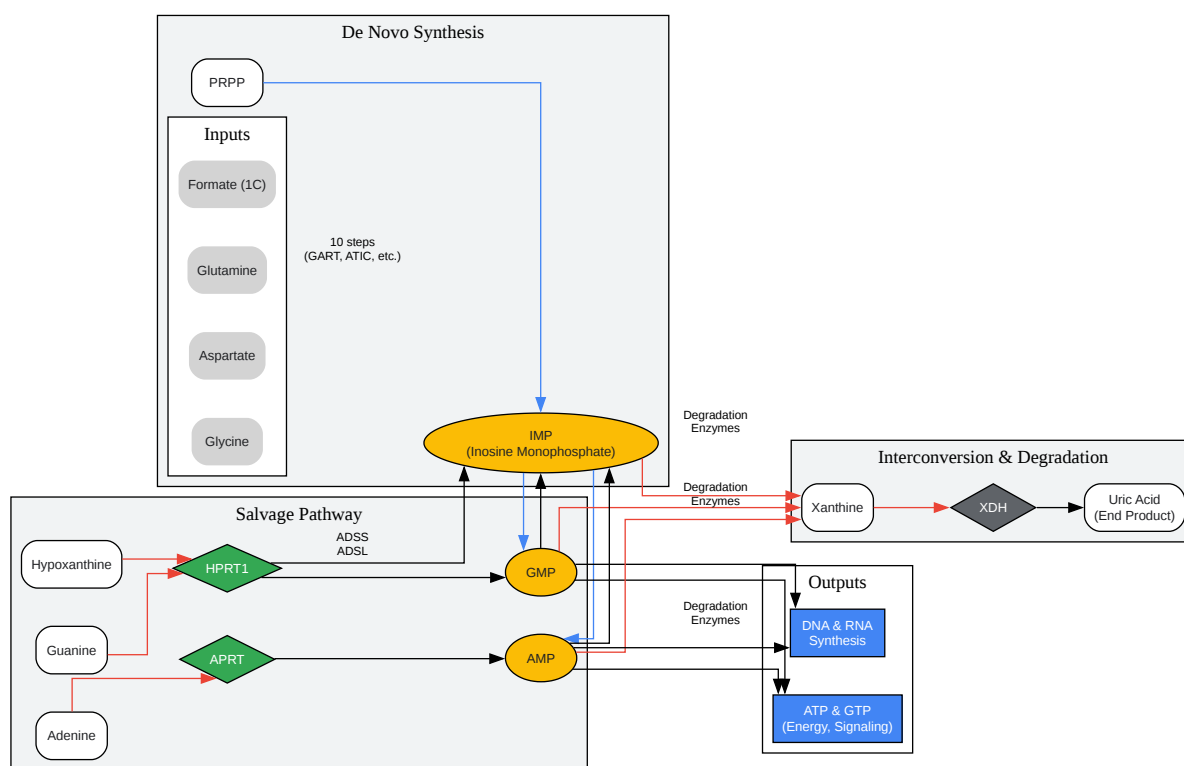 De Novo Synthesis
PRPP
Inputs
Formate (1C)
Glutamine
Aspartate
Glycine
10 steps
(GART, ATIC, etc.)
IMP
(Inosine Monophosphate)
Degradation
Enzymes
Interconversion & Degradation
Degradation
Enzymes
Xanthine
XDH
Uric Acid
(End Product)
Salvage Pathway
ADSS
ADSL
Hypoxanthine
HPRT1
GMP
Guanine
APRT
AMP
Adenine
Degradation
Enzymes
Outputs
DNA & RNA
Synthesis
ATP & GTP
(Energy, Signaling)